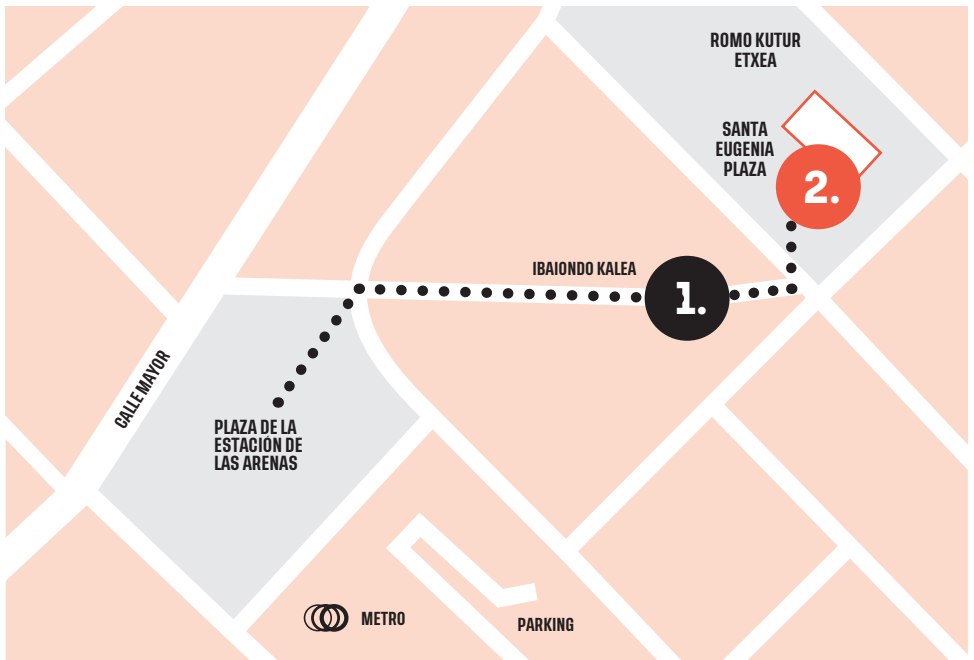 ROMO KUTUR
ETXEA
SANTA
EUGENIA
PLAZA
2.
IBAIONDO KALEA
1.
CALLE MAYOR
PLAZA DE LA
ESTACIÓN DE
LAS ARENAS
METRO
PARKING